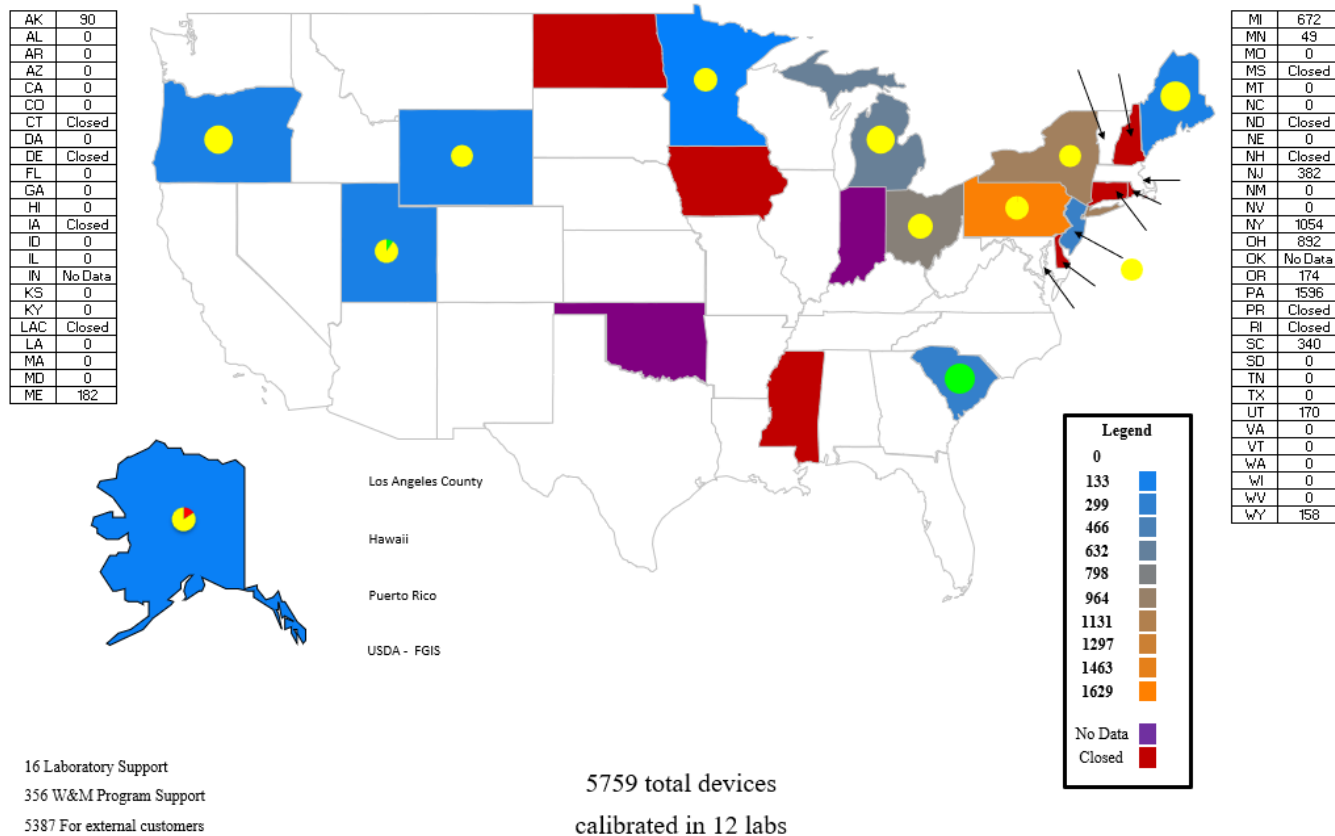 AK 90
AL 0
AR 0
AZ 0
CA 0
CO 0
CT Closed
DA 0
DE Closed
FL 0
GA 0
HI 0
IA Closed
ID 0
IL 0
IN No Data
KS 0
KY 0
LAC Closed
LA 0
MA 0
MD 0
ME 182
MI 672
MN 49
MO 0
MS Closed
MT 0
NC 0
ND Closed
NE 0
NH Closed
NJ 382
NM 0
NV 0
NY 1054
OH 892
OK No Data
OR 174
PA 1596
PR Closed
RI Closed
SC 340
SD 0
TN 0
TX 0
UT 170
VA 0
VT 0
WA 0
WI 0
WV 0
WY 158
Los Angeles County
Hawaii
Puerto Rico
USDA - FGIS
Legend
0
133
299
466
632
798
964
1131
1297
1463
1629
No Data
Closed
16 Laboratory Support
356 W&M Program Support
5387 For external customers
5759 total devices
calibrated in 12 labs